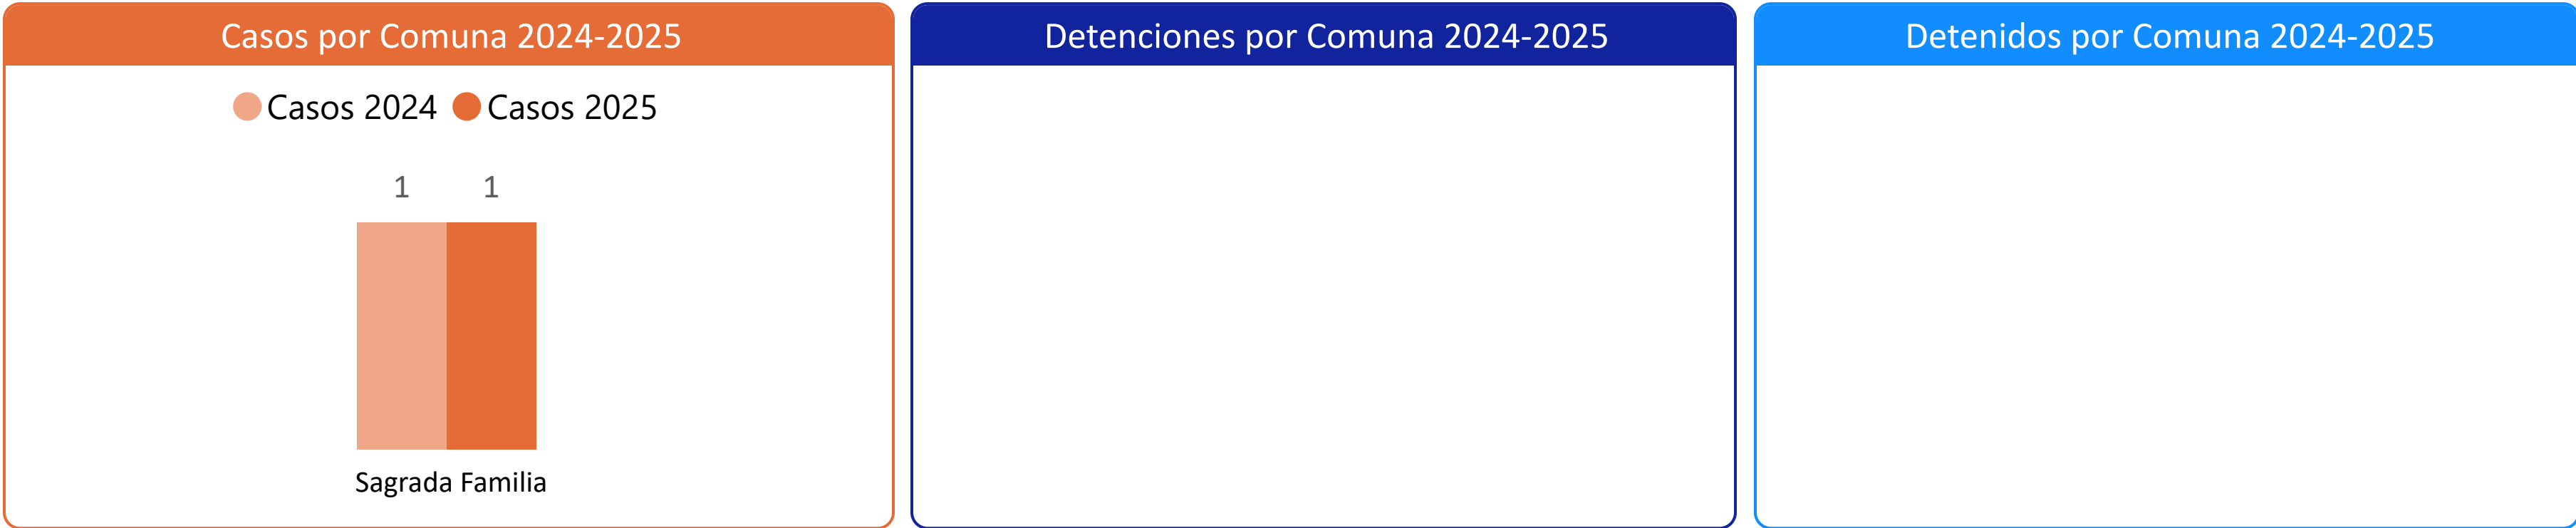 Casos por Comuna 2024-2025
Casos 2024 Casos 2025
1 1
Sagrada Familia
Detenciones por Comuna 2024-2025
Detenidos por Comuna 2024-2025